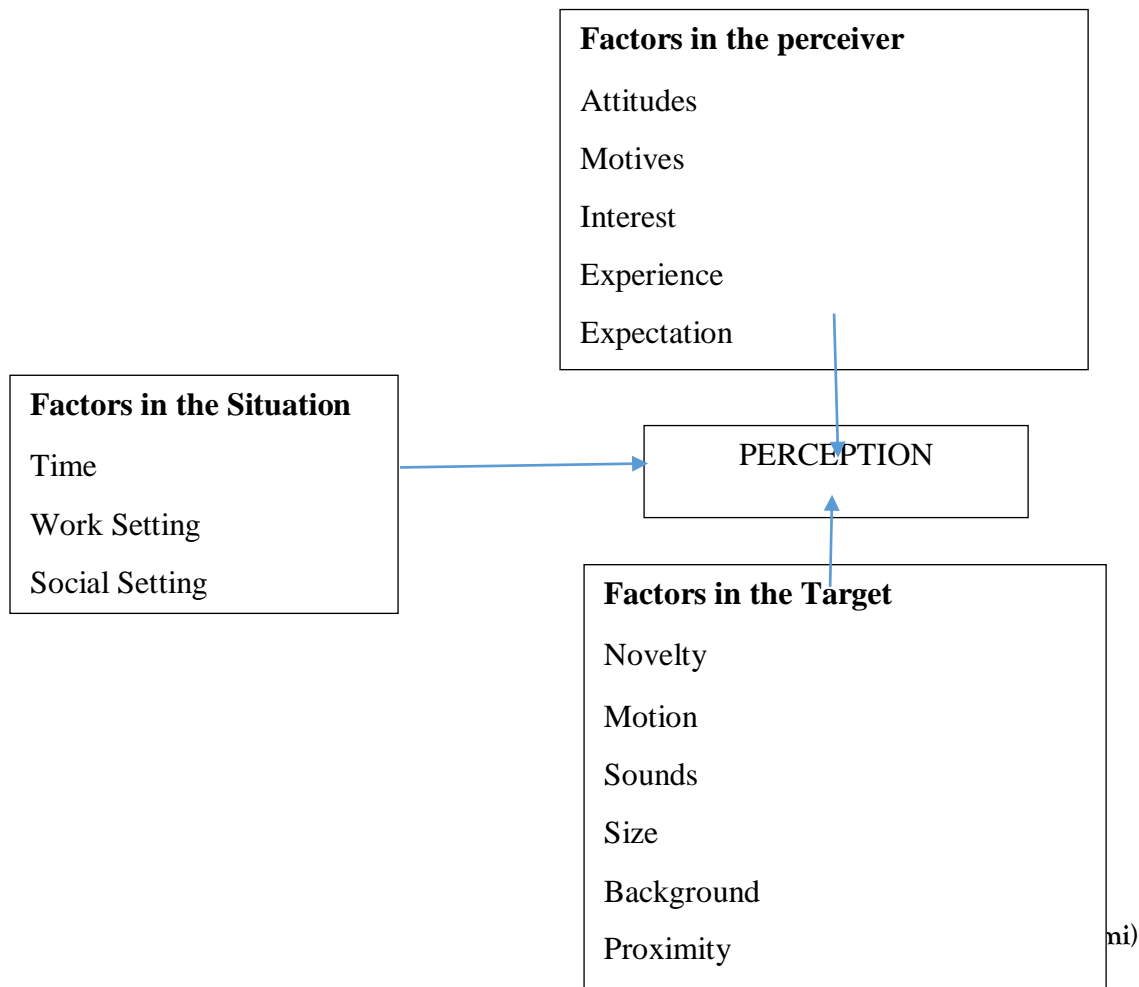 Factors in the perceiver
Attitudes
Motives
Interest
Experience
Expectation
Factors in the Situation
Time
Work Setting
Social Setting
PERCEPTION
Factors in the Target
Novelty
Motion
Sounds
Size
Background
Proximity
mi)